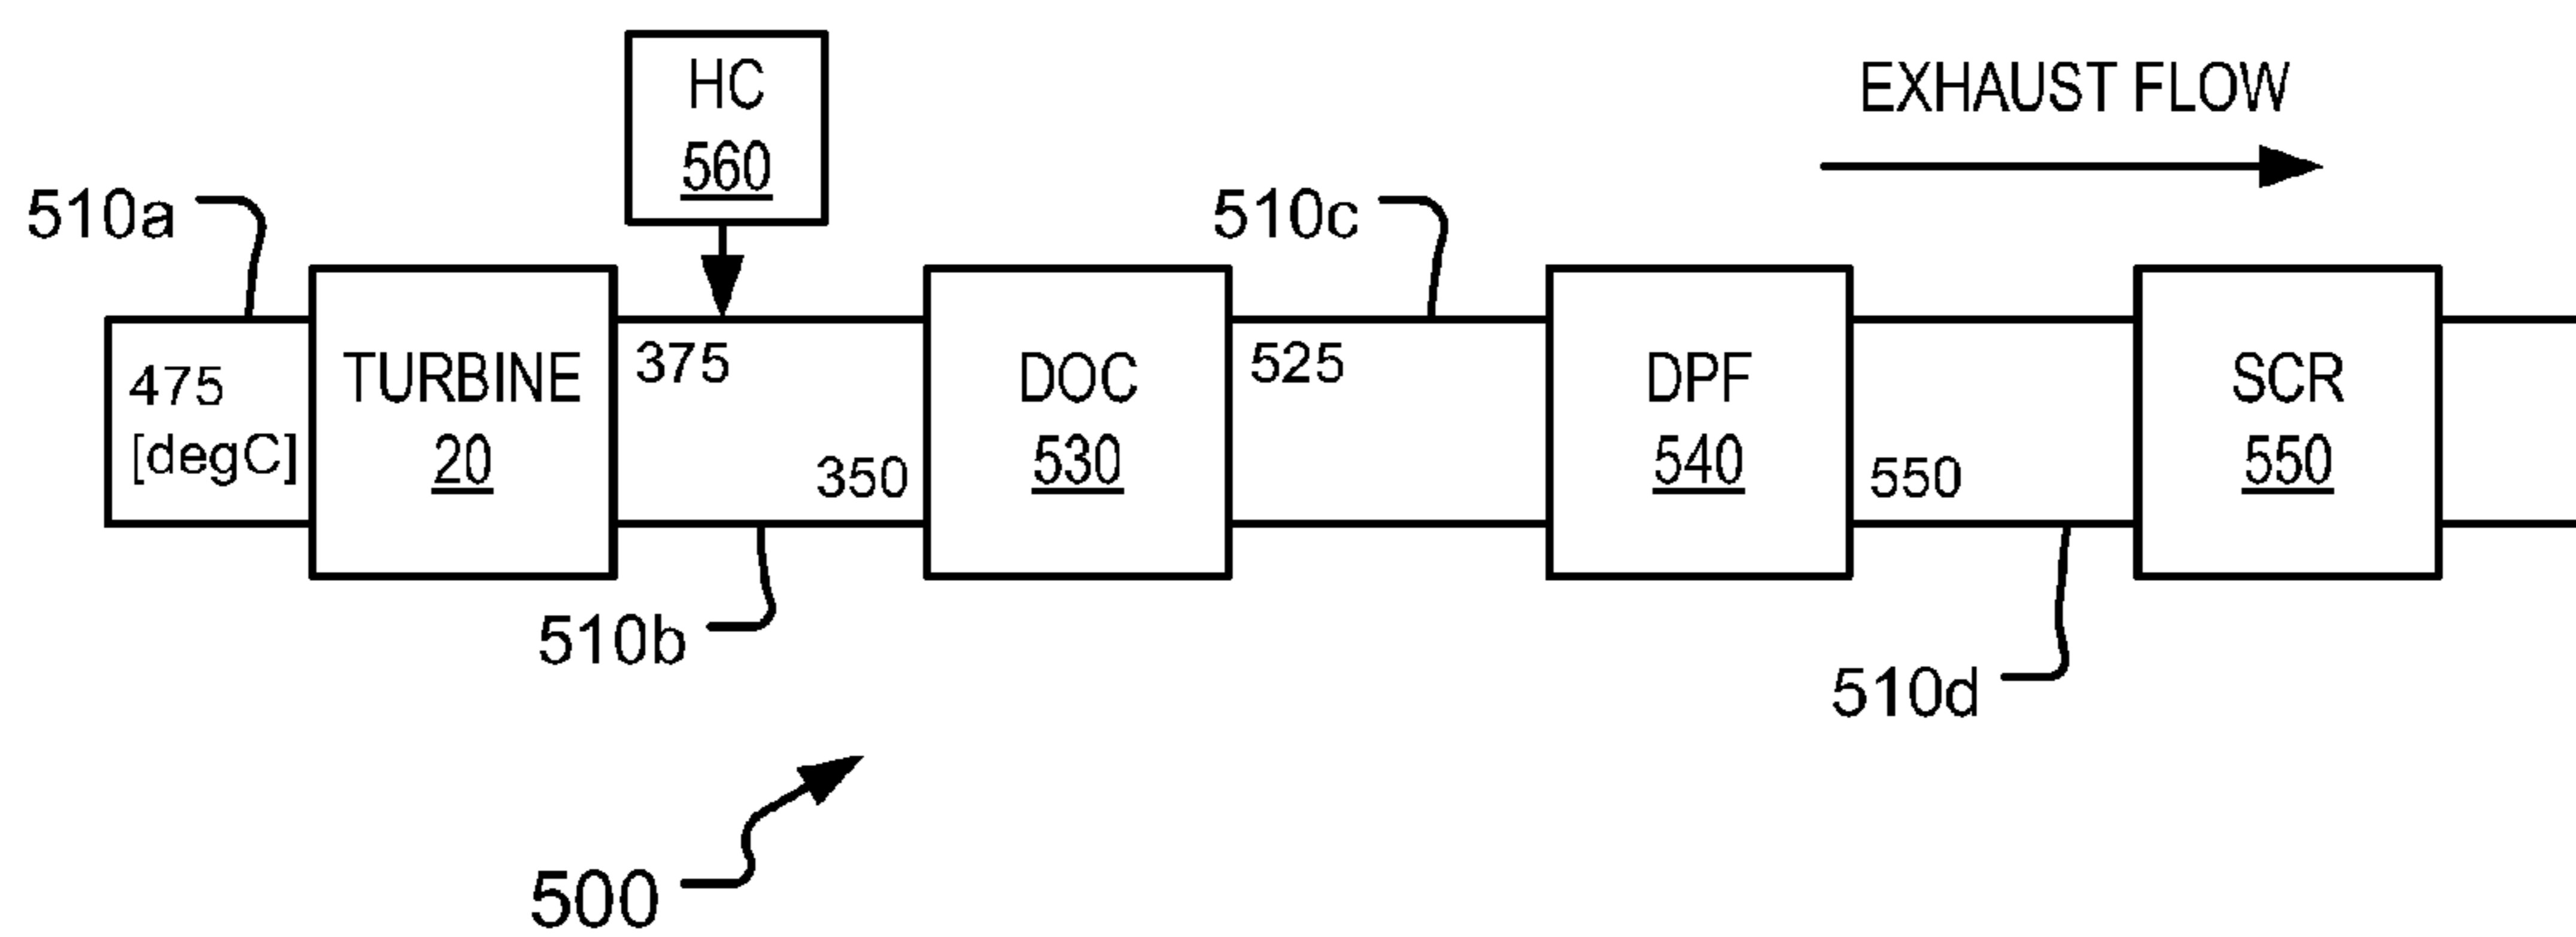 HC
560
EXHAUST FLOW
510a
510c
475
[degC]
TURBINE
20
375
350
DOC
530
525
DPF
540
550
SCR
550
510b
510d
500